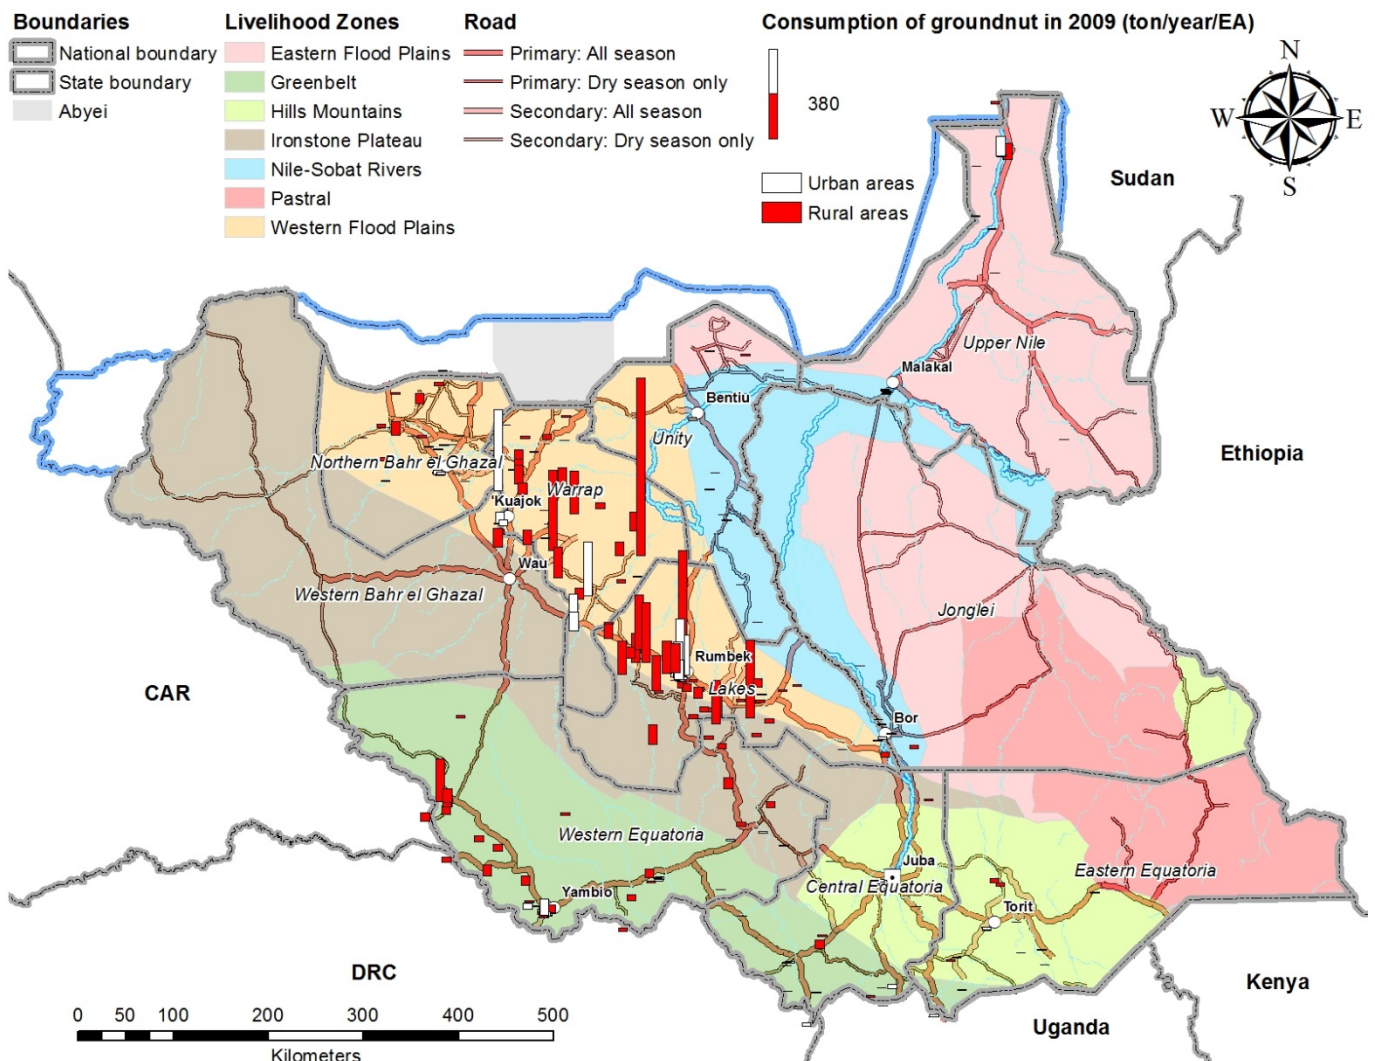 Boundaries
National boundary
State boundary
Abyei
Livelihood Zones
Eastern Flood Plains
Greenbelt
Hills Mountains
Ironstone Plateau
Nile-Sobat Rivers
Pastral
Western Flood Plains
Road
Primary: All season
Primary: Dry season only
Secondary: All season
Secondary: Dry season only
Consumption of groundnut in 2009 (ton/year/EA)
380
Urban areas
Rural areas
N
W E
S
Sudan
Upper Nile
Malakal
Bentiu
Unity
Ethiopia
Northern Bahr el Ghazal
Warrap
Kuajok
Wau
Western Bahr el Ghazal
Jonglei
Rumbek
Lakes
CAR
Bor
Western Equatoria
Juba
Central Equatoria
Eastern Equatoria
Yambio
Torit
DRC
Kenya
Uganda
0 50 100 200 300 400 500
Kilometers